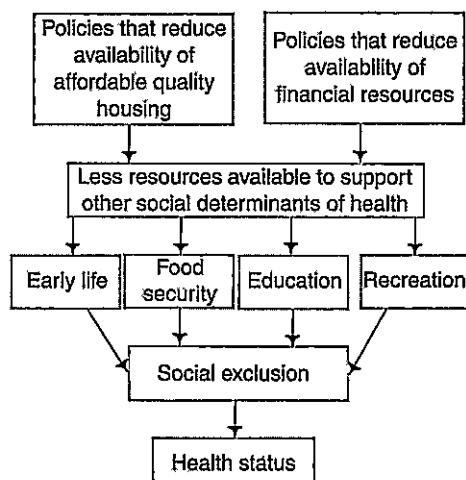 Policies that reduce
availability of
affordable quality
housing
Policies that reduce
availability of
financial resources
Less resources available to support
other social determinants of health
Early life
Food
security
Education
Recreation
Social exclusion
Health status